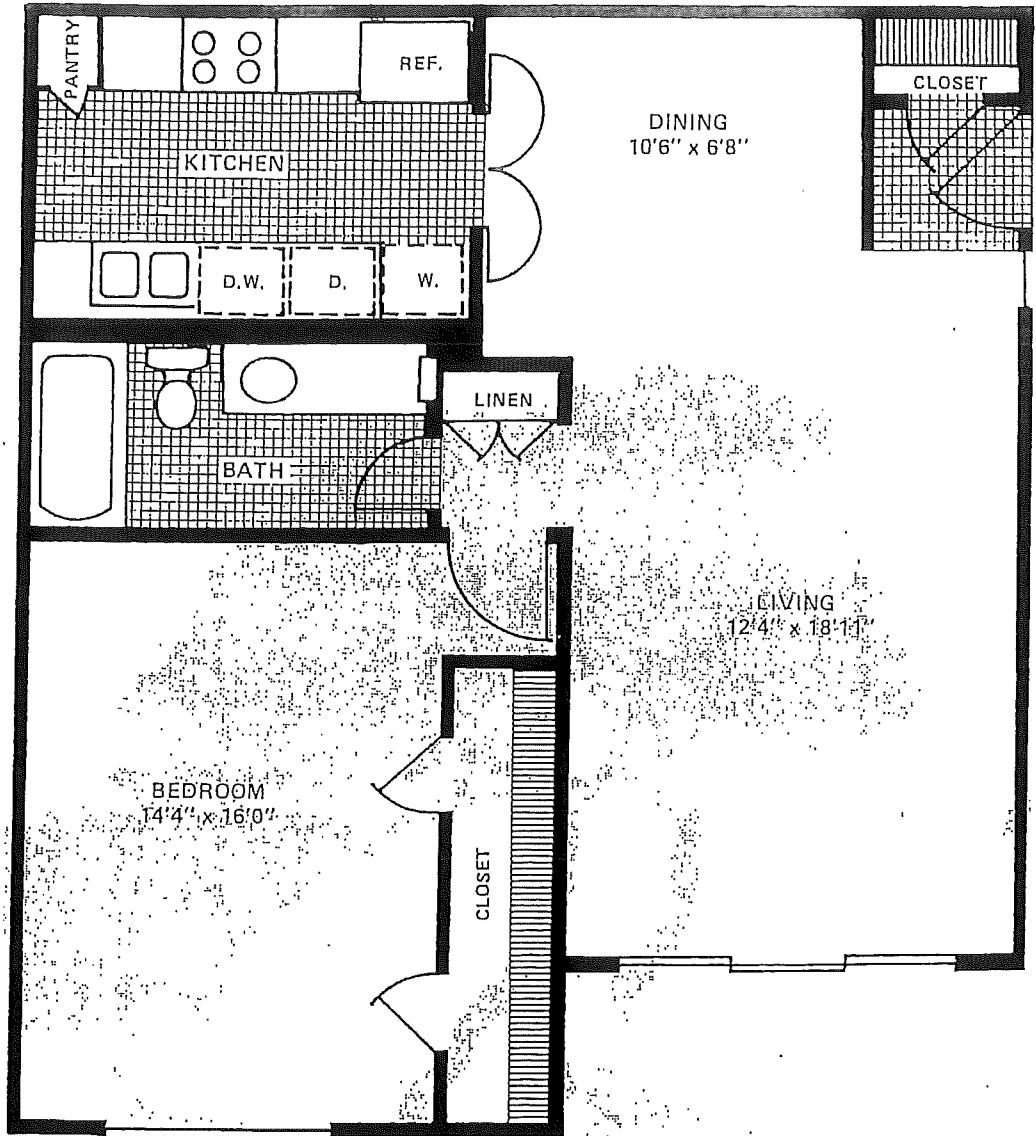 PANTRY
REF.
CLOSET
DINING
10'6" x 6'8"
KITCHEN
D.W.
D.
W.
LINEN
BATH
LIVING
12'4" x 18'11"
BEDROOM
14'4" x 16'0"
CLOSET